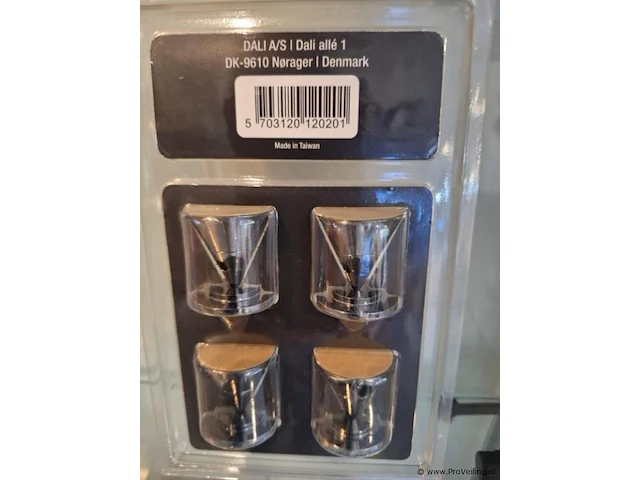 DALI A/S | Dali allé 1
DK-9610 Nørager | Denmark
5 703120 120201
Made in Taiwan
© www.ProVeiling.nl